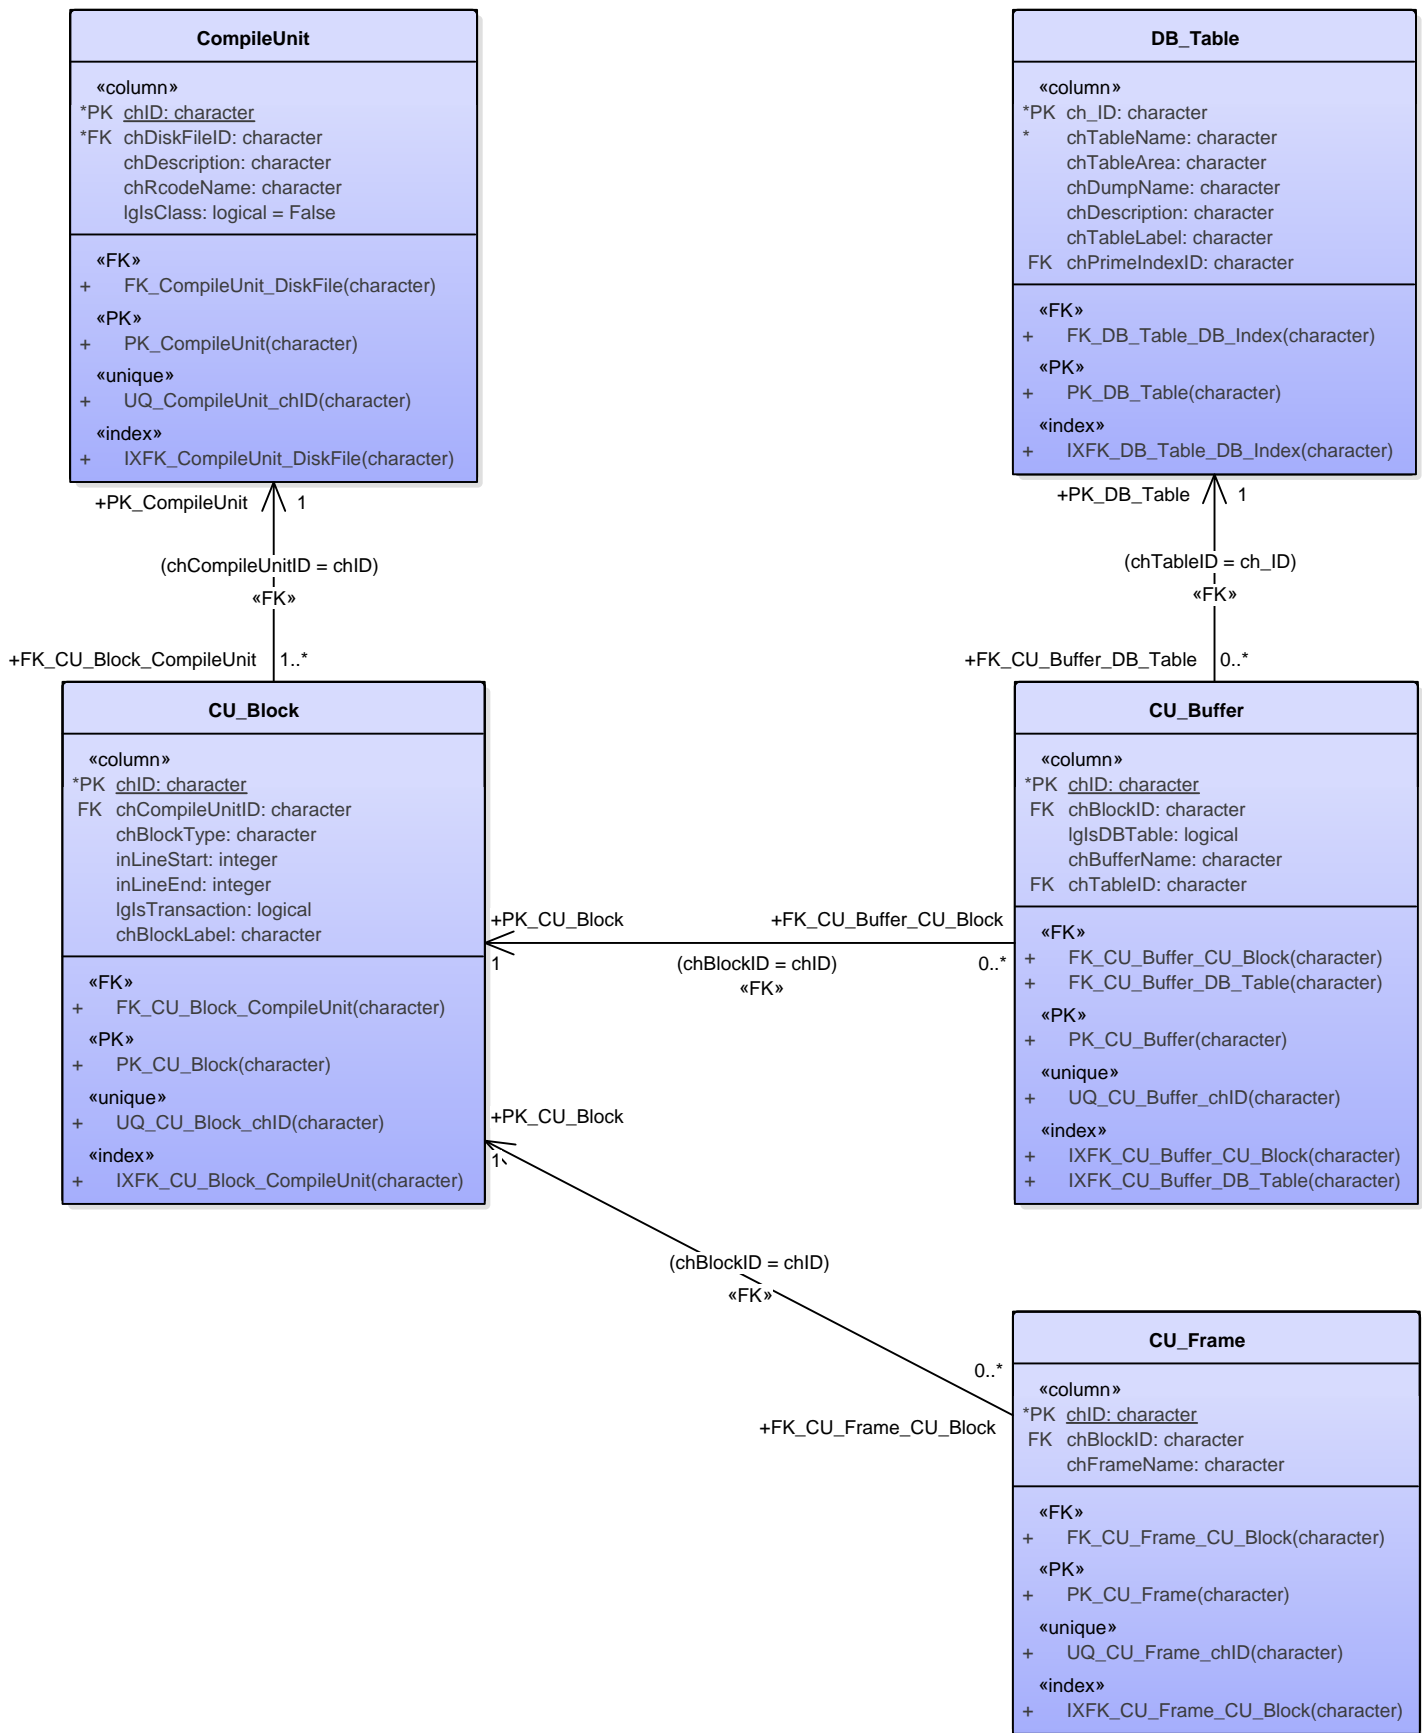 CompileUnit
«column»
*PK chID: character
*FK chDiskFileID: character
chDescription: character
chRcodeName: character
lgIsClass: logical = False
«FK»
+ FK_CompileUnit_DiskFile(character)
«PK»
+ PK_CompileUnit(character)
«unique»
+ UQ_CompileUnit_chID(character)
«index»
+ IXFK_CompileUnit_DiskFile(character)
DB_Table
«column»
*PK ch_ID: character
* chTableName: character
chTableArea: character
chDumpName: character
chDescription: character
chTableLabel: character
FK chPrimeIndexID: character
«FK»
+ FK_DB_Table_DB_Index(character)
«PK»
+ PK_DB_Table(character)
«index»
+ IXFK_DB_Table_DB_Index(character)
+PK_CompileUnit 1
(chCompileUnitID = chID)
«FK»
+FK_CU_Block_CompileUnit 1..*
+PK_DB_Table 1
(chTableID = ch_ID)
«FK»
+FK_CU_Buffer_DB_Table 0..*
CU_Block
«column»
*PK chID: character
FK chCompileUnitID: character
chBlockType: character
inLineStart: integer
inLineEnd: integer
lgIsTransaction: logical
chBlockLabel: character
«FK»
+ FK_CU_Block_CompileUnit(character)
«PK»
+ PK_CU_Block(character)
«unique»
+ UQ_CU_Block_chID(character)
«index»
+ IXFK_CU_Block_CompileUnit(character)
+PK_CU_Block +FK_CU_Buffer_CU_Block
1 (chBlockID = chID) 0..*
«FK»
CU_Buffer
«column»
*PK chID: character
FK chBlockID: character
lgIsDBTable: logical
chBufferName: character
FK chTableID: character
«FK»
+ FK_CU_Buffer_CU_Block(character)
+ FK_CU_Buffer_DB_Table(character)
«PK»
+ PK_CU_Buffer(character)
«unique»
+ UQ_CU_Buffer_chID(character)
«index»
+ IXFK_CU_Buffer_CU_Block(character)
+ IXFK_CU_Buffer_DB_Table(character)
+PK_CU_Block
1
(chBlockID = chID)
«FK»
0..*
+FK_CU_Frame_CU_Block
CU_Frame
«column»
*PK chID: character
FK chBlockID: character
chFrameName: character
«FK»
+ FK_CU_Frame_CU_Block(character)
«PK»
+ PK_CU_Frame(character)
«unique»
+ UQ_CU_Frame_chID(character)
«index»
+ IXFK_CU_Frame_CU_Block(character)